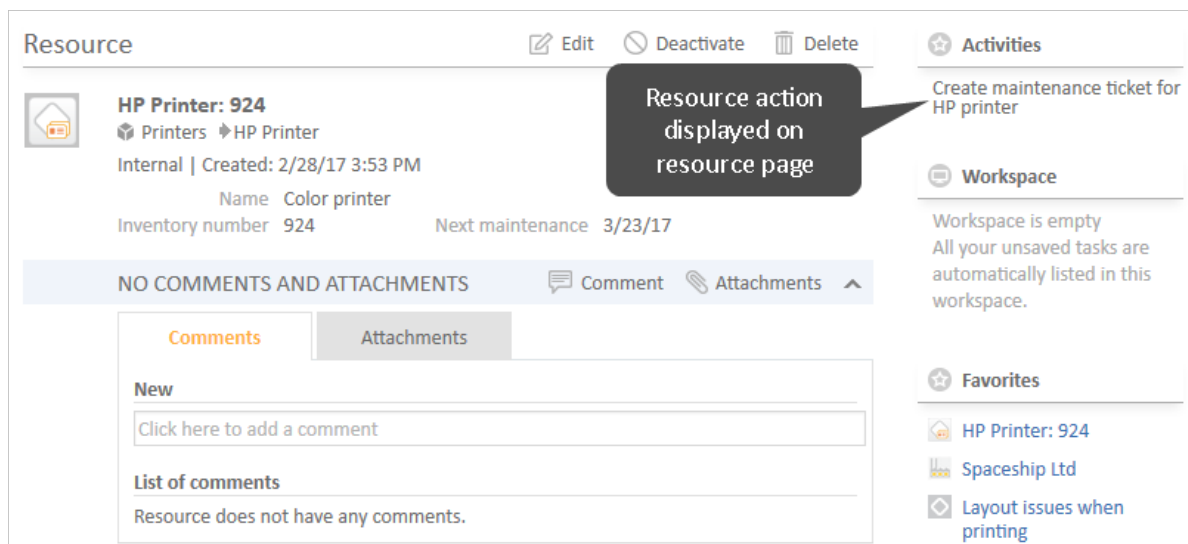 Resource
Edit
Deactivate
Delete
HP Printer: 924
Printers HP Printer
Internal | Created: 2/28/17 3:53 PM
Name Color printer
Inventory number 924
Next maintenance 3/23/17
Resource action
displayed on
resource page
NO COMMENTS AND ATTACHMENTS
Comment
Attachments
Comments
Attachments
New
Click here to add a comment
List of comments
Resource does not have any comments.
Activities
Create maintenance ticket for
HP printer
Workspace
Workspace is empty
All your unsaved tasks are
automatically listed in this
workspace.
Favorites
HP Printer: 924
Spaceship Ltd
Layout issues when
printing